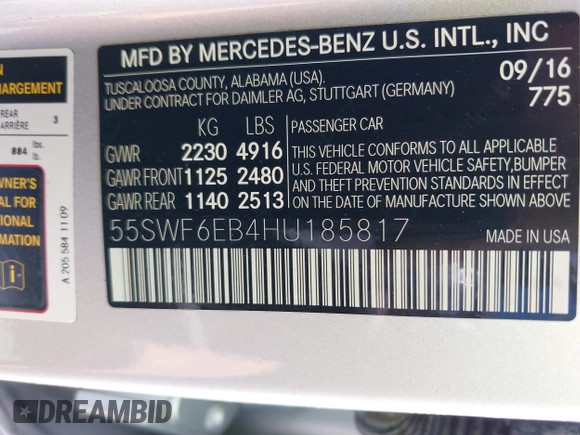 MFD BY MERCEDES-BENZ U.S. INTL., INC
TUSCALOOSA COUNTY, ALABAMA (USA).
UNDER CONTRACT FOR DAIMLER AG, STUTTGART (GERMANY)
09/16
775
KG LBS
GVWR 2230 4916
GAWR FRONT 1125 2480
GAWR REAR 1140 2513
PASSENGER CAR
THIS VEHICLE CONFORMS TO ALL APPLICABLE
U.S. FEDERAL MOTOR VEHICLE SAFETY,BUMPER
AND THEFT PREVENTION STANDARDS IN EFFECT
ON THE DATE OF MANUFACTURE SHOWN ABOVE.
55SWF6EB4HU185817
MADE IN USA
REAR 3
884 lbs.
lb.
A 205 584 11 09
DREAMBID